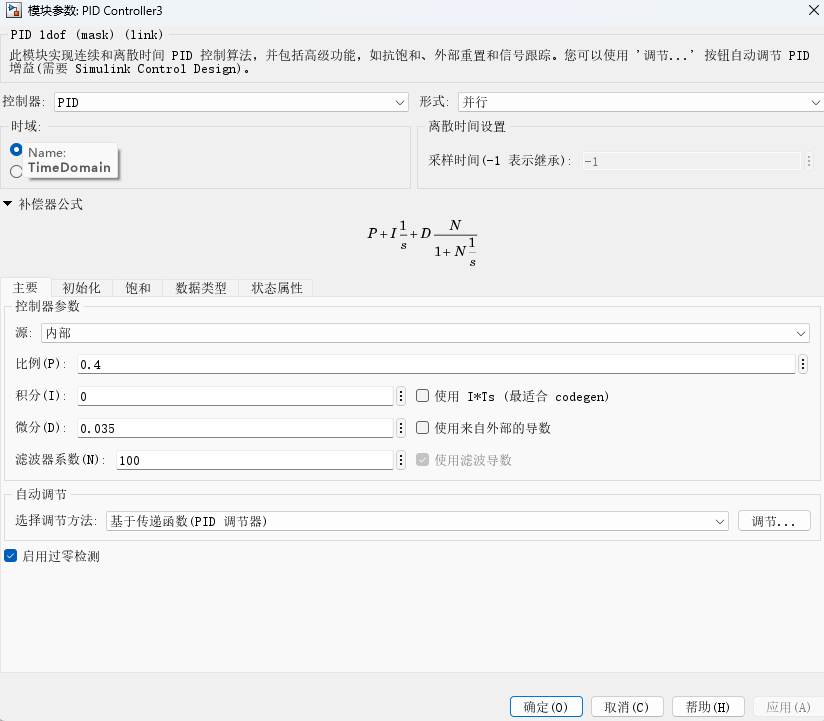 模块参数: PID Controller3
PID 1dof (mask) (link)
此模块实现连续和离散时间 PID 控制算法，并包括高级功能，如抗饱和、外部重置和信号跟踪。您可以使用 '调节...' 按钮自动调节 PID
增益(需要 Simulink Control Design)。
控制器: PID 形式: 并行
时域: 离散时间设置
Name:
TimeDomain
采样时间(-1 表示继承): -1
补偿器公式
P + I 1/s + D N/(1 + N 1/s)
主要 初始化 饱和 数据类型 状态属性
控制器参数
源: 内部
比例(P): 0.4
积分(I): 0 使用 I*Ts (最适合 codegen)
微分(D): 0.035 使用来自外部的导数
滤波器系数(N): 100 使用滤波导数
自动调节
选择调节方法: 基于传递函数(PID 调节器) 调节...
启用过零检测
确定(O) 取消(C) 帮助(H) 应用(A)